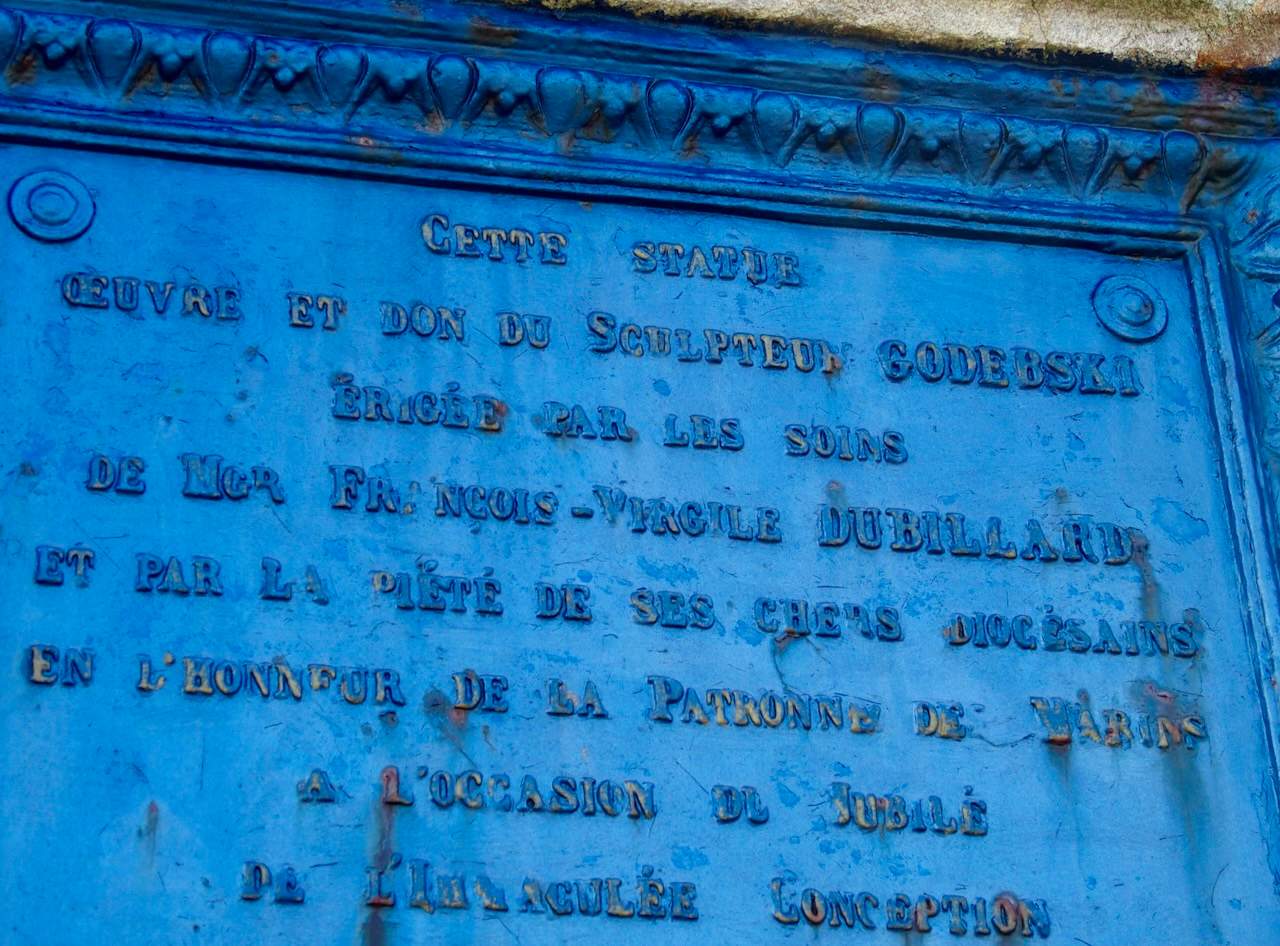 CETTE STATUE
ŒUVRE ET DON DU SCULPTEUR GODEBSKI
ÉRIGÉE PAR LES SOINS
DE MGR FRANÇOIS-VIRGILE DUBILLARD
ET PAR LA PIÉTÉ DE SES CHERS DIOCÉSAINS
EN L'HONNEUR DE LA PATRONNE DE MARINS
A L'OCCASION DU JUBILÉ
DE L'IMMACULÉE CONCEPTION